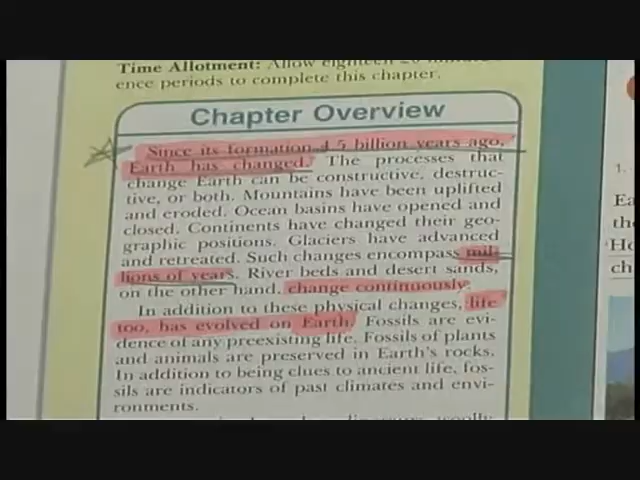 Time Allotment: Allow eighteen
ence periods to complete this chapter.
Chapter Overview
Since its formation 4.5 billion years ago,
Earth has changed. The processes that
change Earth can be constructive, destruc-
tive, or both. Mountains have been uplifted
and eroded. Ocean basins have opened and
closed. Continents have changed their geo-
graphic positions. Glaciers have advanced
and retreated. Such changes encompass mil-
lions of years. River beds and desert sands,
on the other hand, change continuously.
In addition to these physical changes, life
too, has evolved on Earth. Fossils are evi-
dence of any preexisting life. Fossils of plants
and animals are preserved in Earth's rocks.
In addition to being clues to ancient life, fos-
sils are indicators of past climates and envi-
ronments.
1.
Ea
the
ch